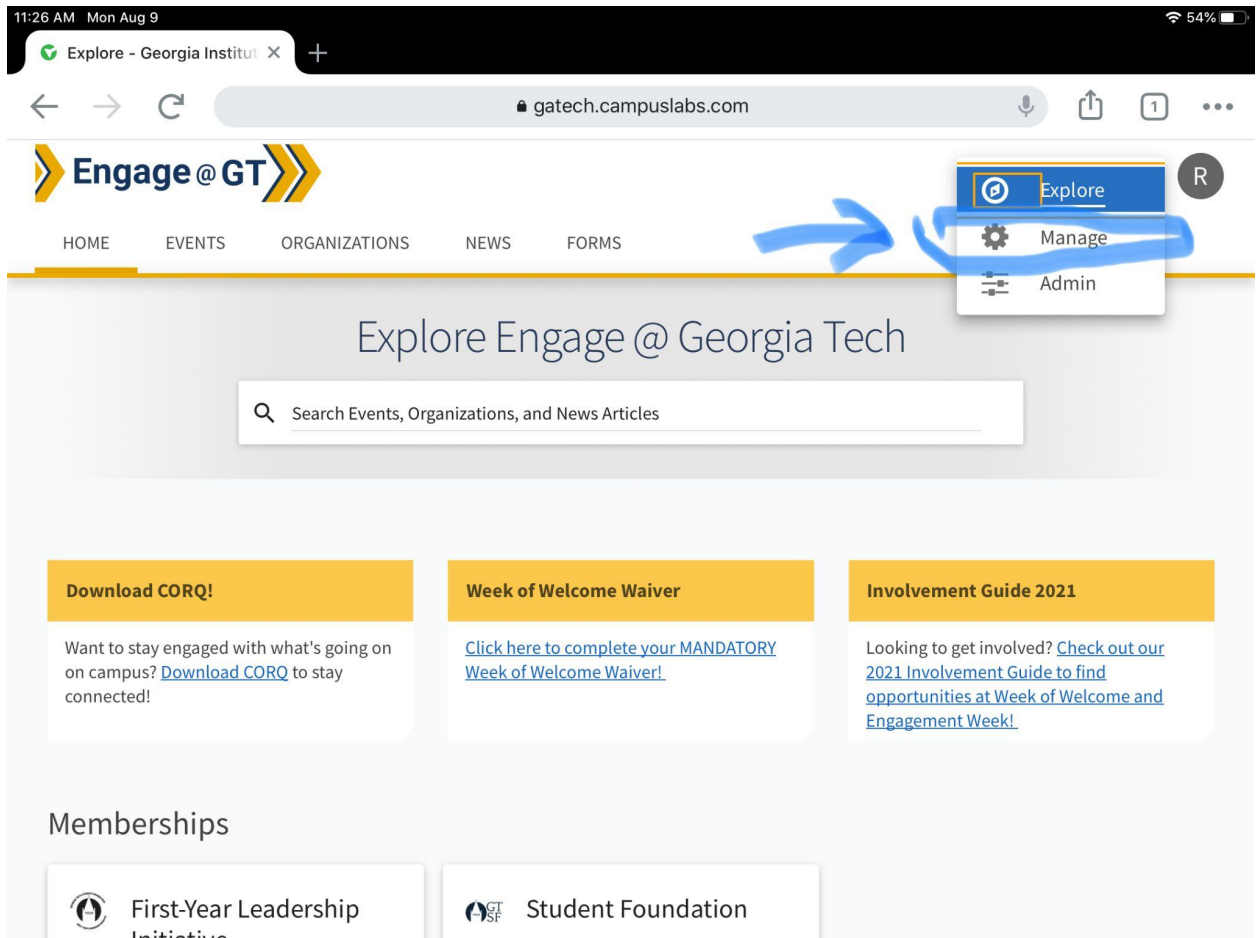 11:26 AM Mon Aug 9 54%
Explore - Georgia Institut
gatech.campuslabs.com 1
Engage @ GT
R
Explore
Manage
Admin
HOME EVENTS ORGANIZATIONS NEWS FORMS
Explore Engage @ Georgia Tech
Search Events, Organizations, and News Articles
Download CORQ!
Want to stay engaged with what's going on
on campus? Download CORQ to stay
connected!
Week of Welcome Waiver
Click here to complete your MANDATORY
Week of Welcome Waiver!
Involvement Guide 2021
Looking to get involved? Check out our
2021 Involvement Guide to find
opportunities at Week of Welcome and
Engagement Week!
Memberships
First-Year Leadership
Initiative
GT
SF
Student Foundation